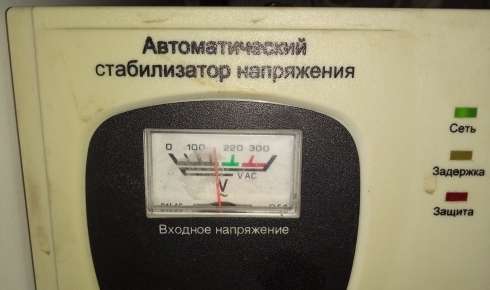 Автоматический
стабилизатор напряжения
Сеть
0 100 220 300
V AC
V
Задержка
Защита
Входное напряжение